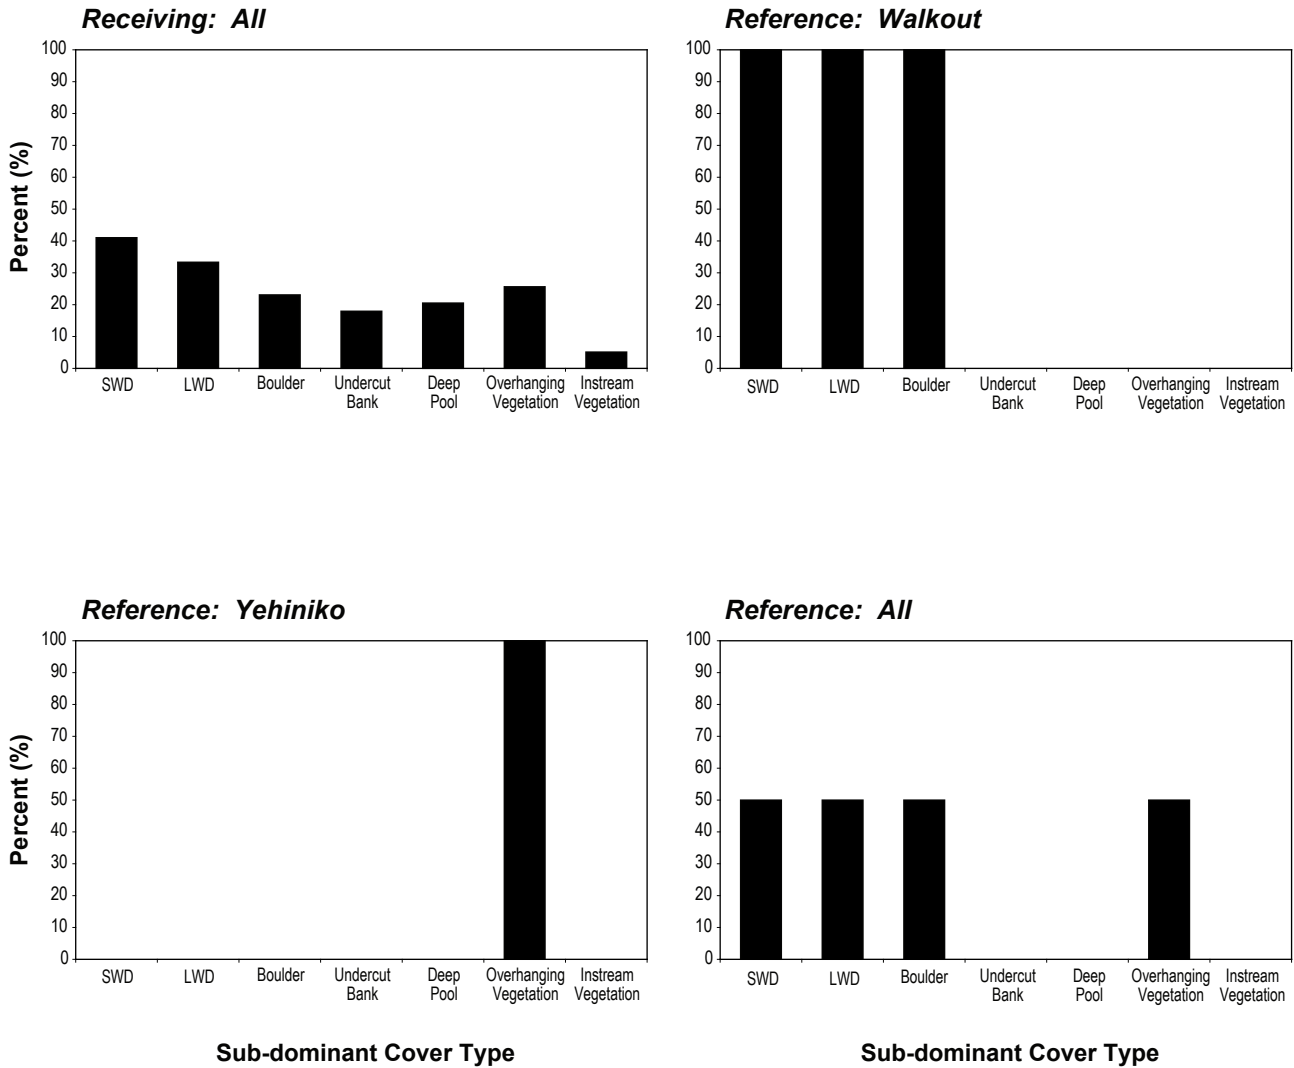 Receiving: All
Percent (%)
100
90
80
70
60
50
40
30
20
10
0
SWD
LWD
Boulder
Undercut
Bank
Deep
Pool
Overhanging
Vegetation
Instream
Vegetation
Reference: Walkout
100
90
80
70
60
50
40
30
20
10
0
SWD
LWD
Boulder
Undercut
Bank
Deep
Pool
Overhanging
Vegetation
Instream
Vegetation
Reference: Yehiniko
Percent (%)
100
90
80
70
60
50
40
30
20
10
0
SWD
LWD
Boulder
Undercut
Bank
Deep
Pool
Overhanging
Vegetation
Instream
Vegetation
Sub-dominant Cover Type
Reference: All
100
90
80
70
60
50
40
30
20
10
0
SWD
LWD
Boulder
Undercut
Bank
Deep
Pool
Overhanging
Vegetation
Instream
Vegetation
Sub-dominant Cover Type